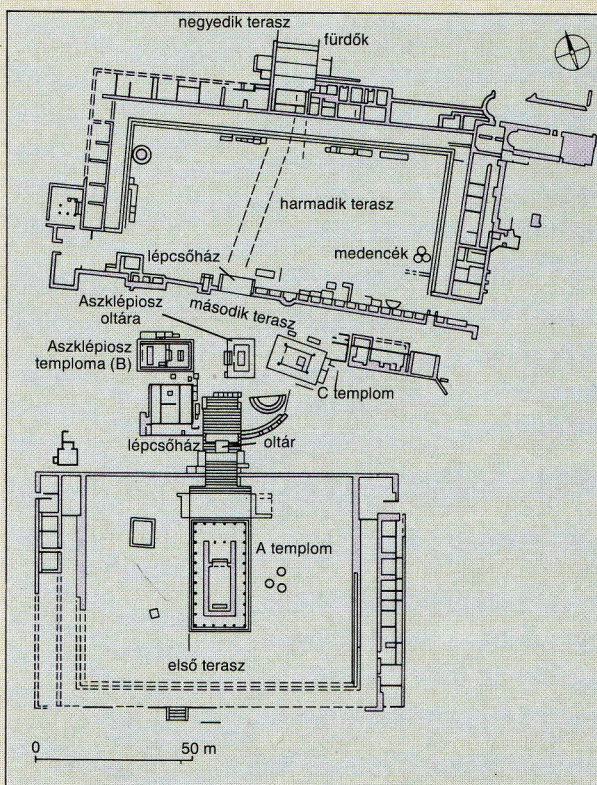 negyedik terasz
fürdők
harmadik terasz
medencék
lépcsőház
második terasz
Aszklépiosz
oltára
Aszklépiosz
temploma (B)
C templom
lépcsőház
oltár
A templom
első terasz
0 50 m